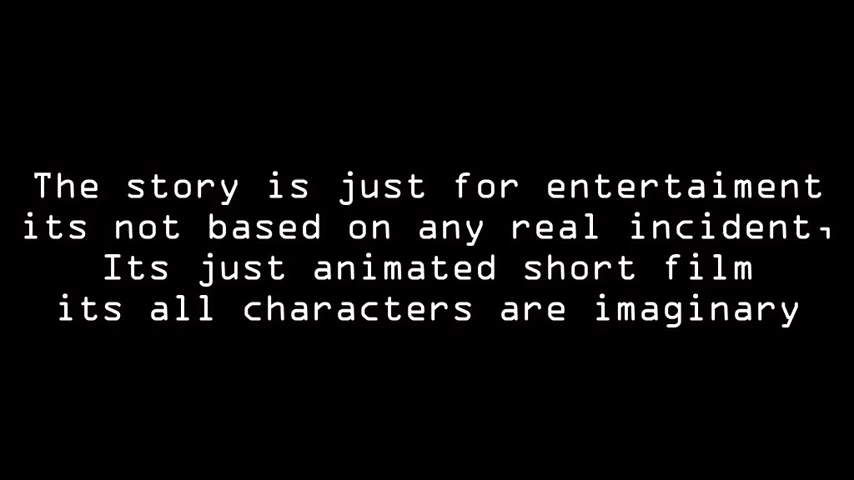 The story is just for entertaiment
its not based on any real incident,
Its just animated short film
its all characters are imaginary